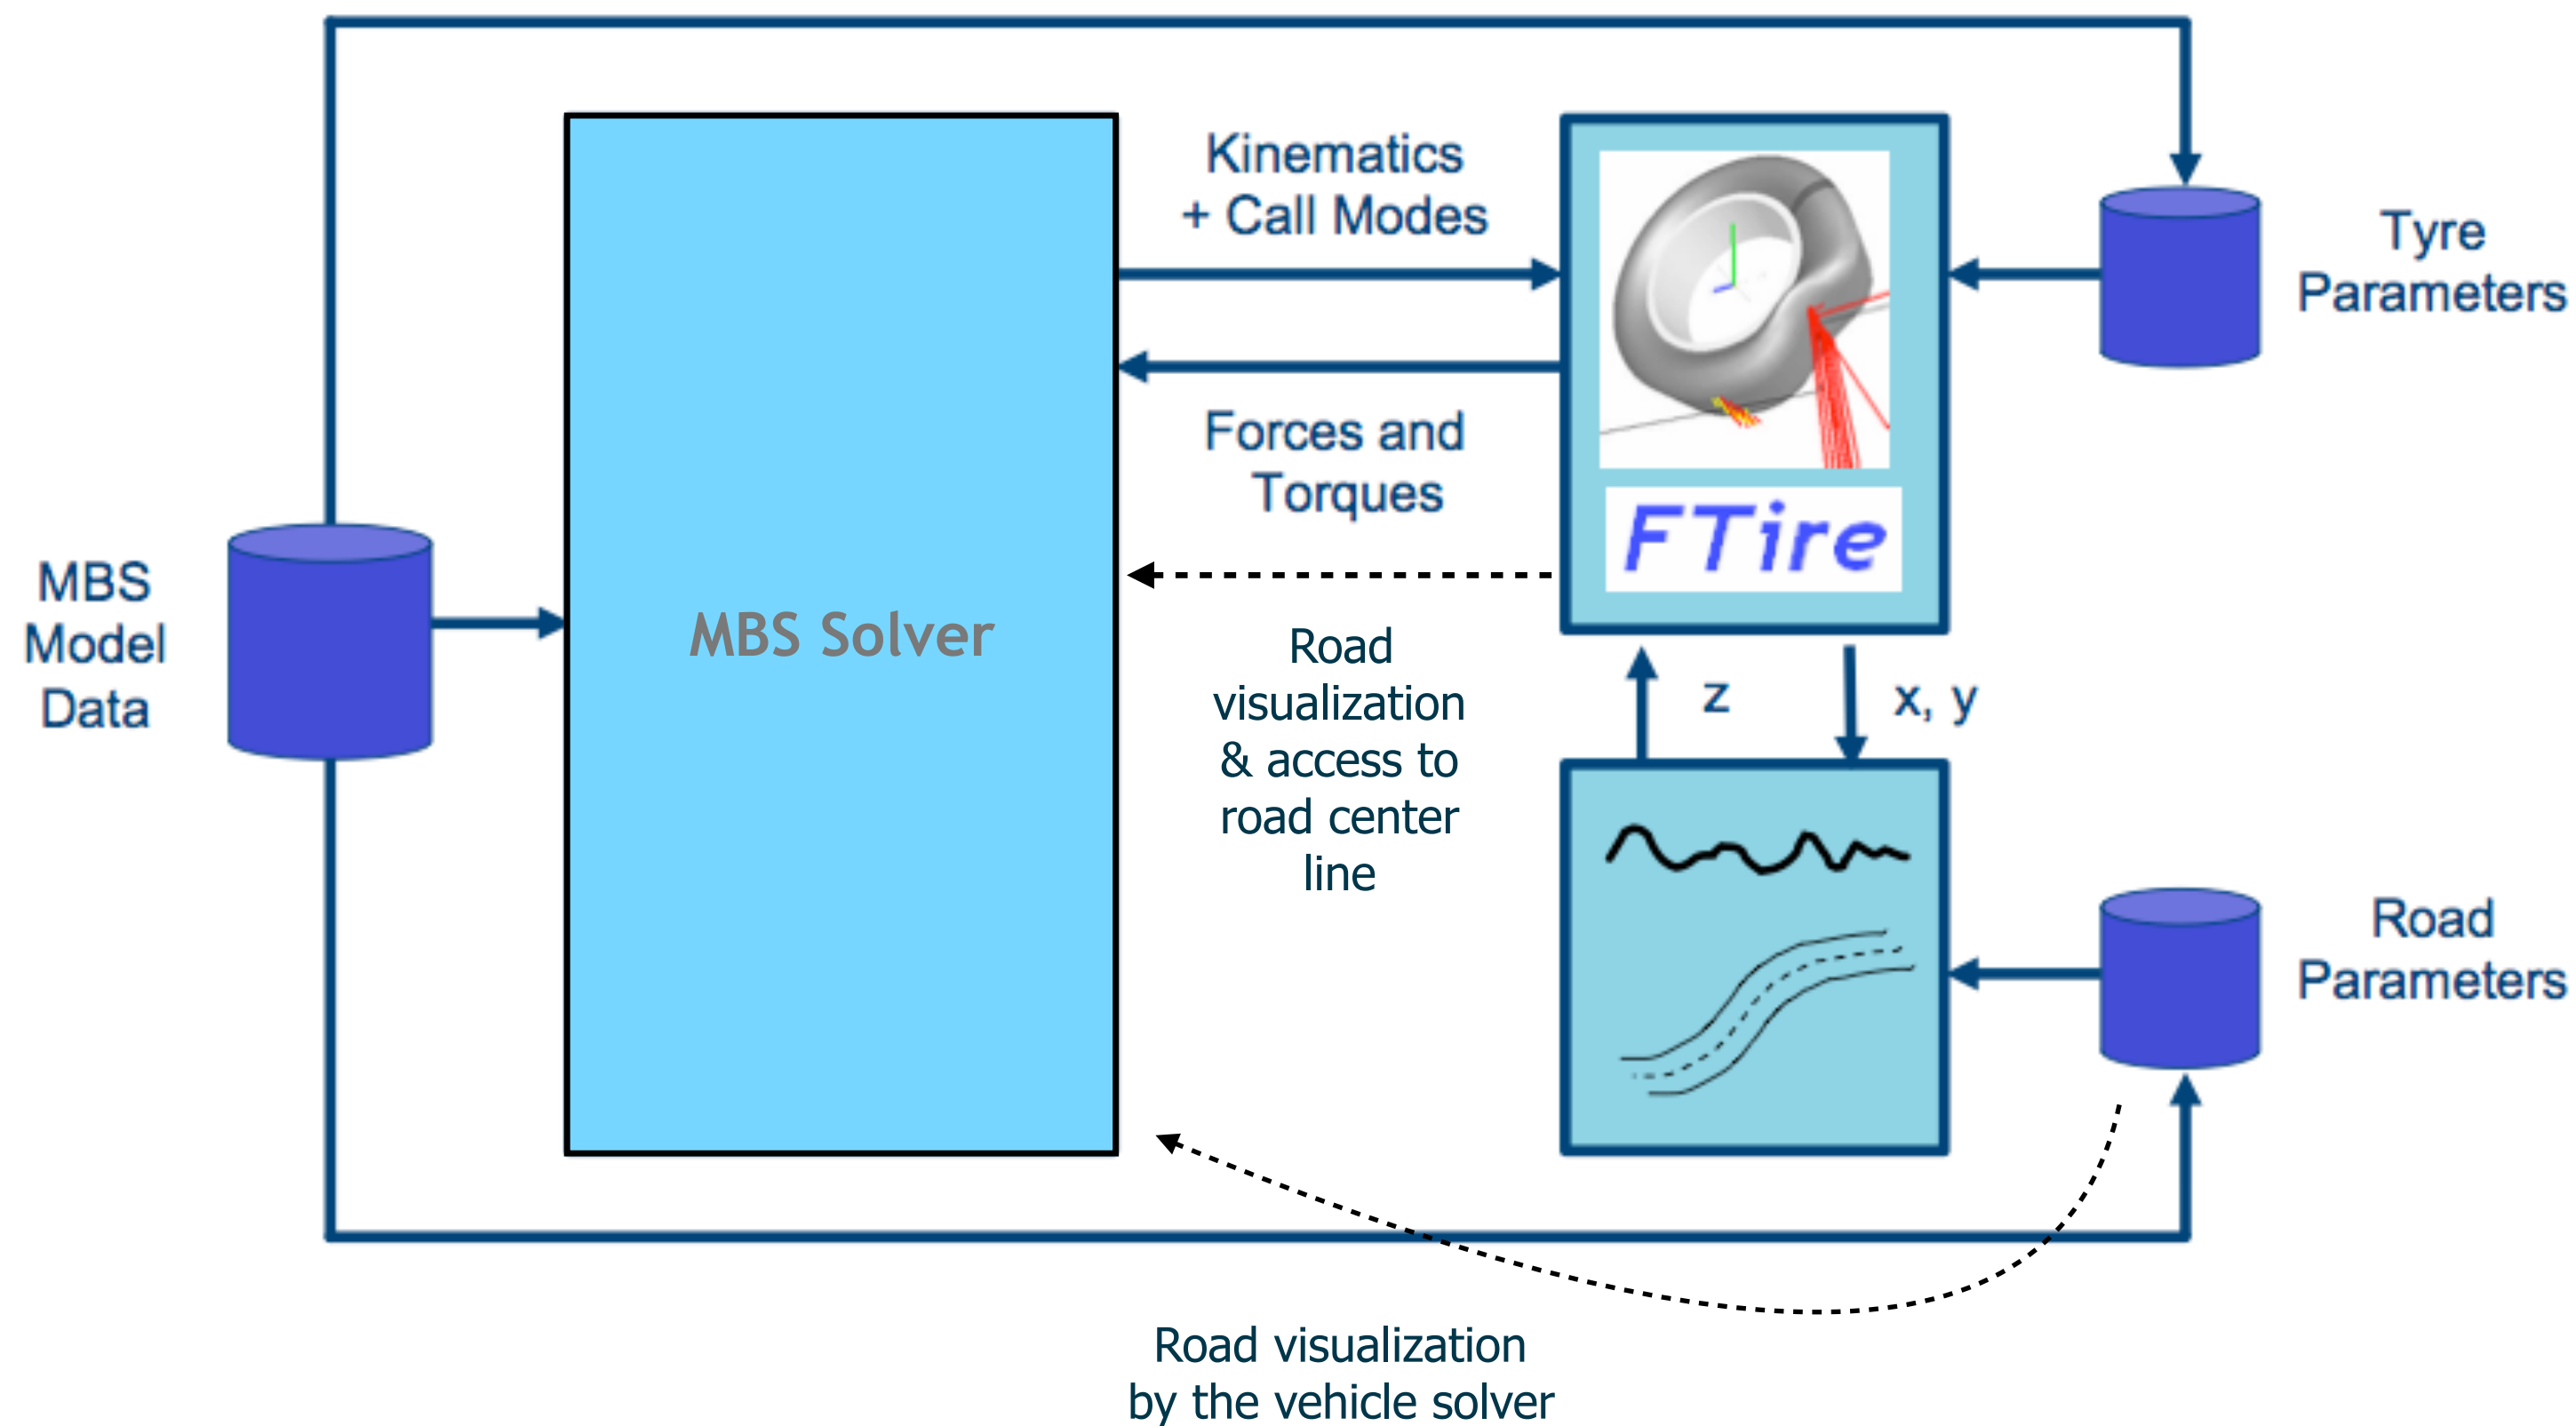 Kinematics
+ Call Modes
Tyre
Parameters
Forces and
Torques
FTire
MBS
Model
Data
MBS Solver
Road
visualization
& access to
road center
line
z
x, y
Road
Parameters
Road visualization
by the vehicle solver